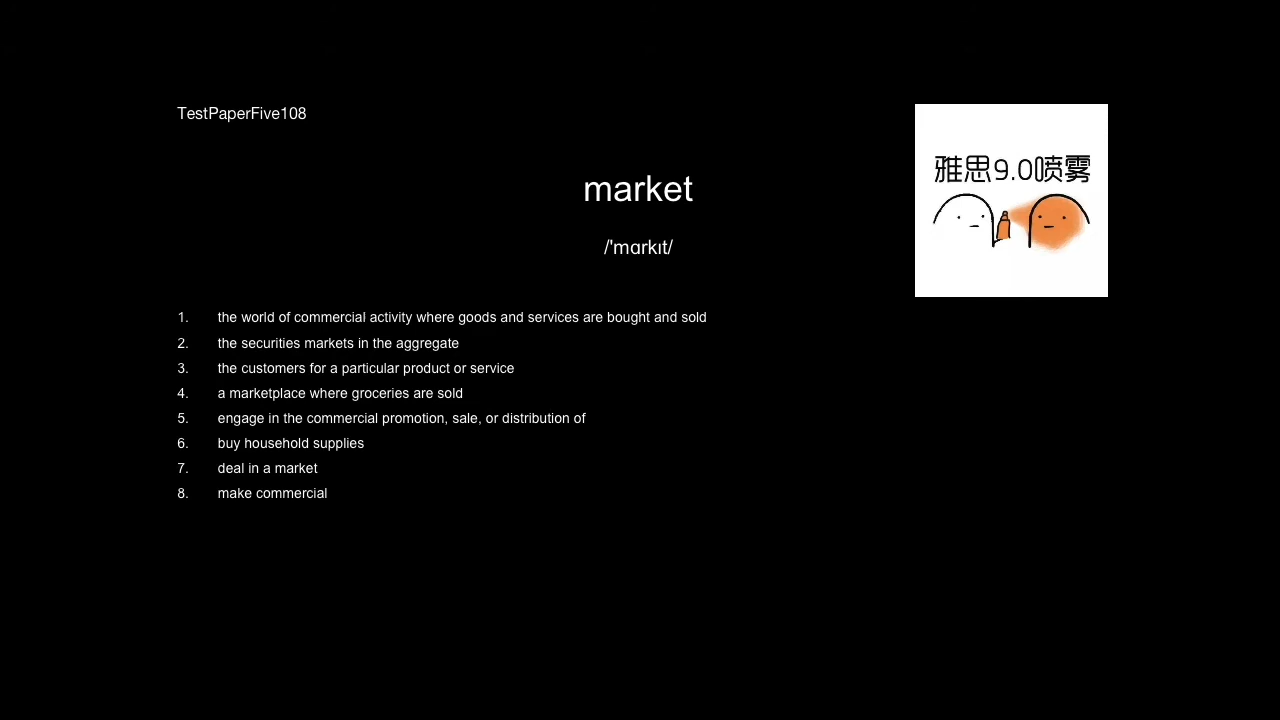 TestPaperFive108
雅思9.0喷雾
market
/'mɑrkɪt/
1. the world of commercial activity where goods and services are bought and sold
2. the securities markets in the aggregate
3. the customers for a particular product or service
4. a marketplace where groceries are sold
5. engage in the commercial promotion, sale, or distribution of
6. buy household supplies
7. deal in a market
8. make commercial